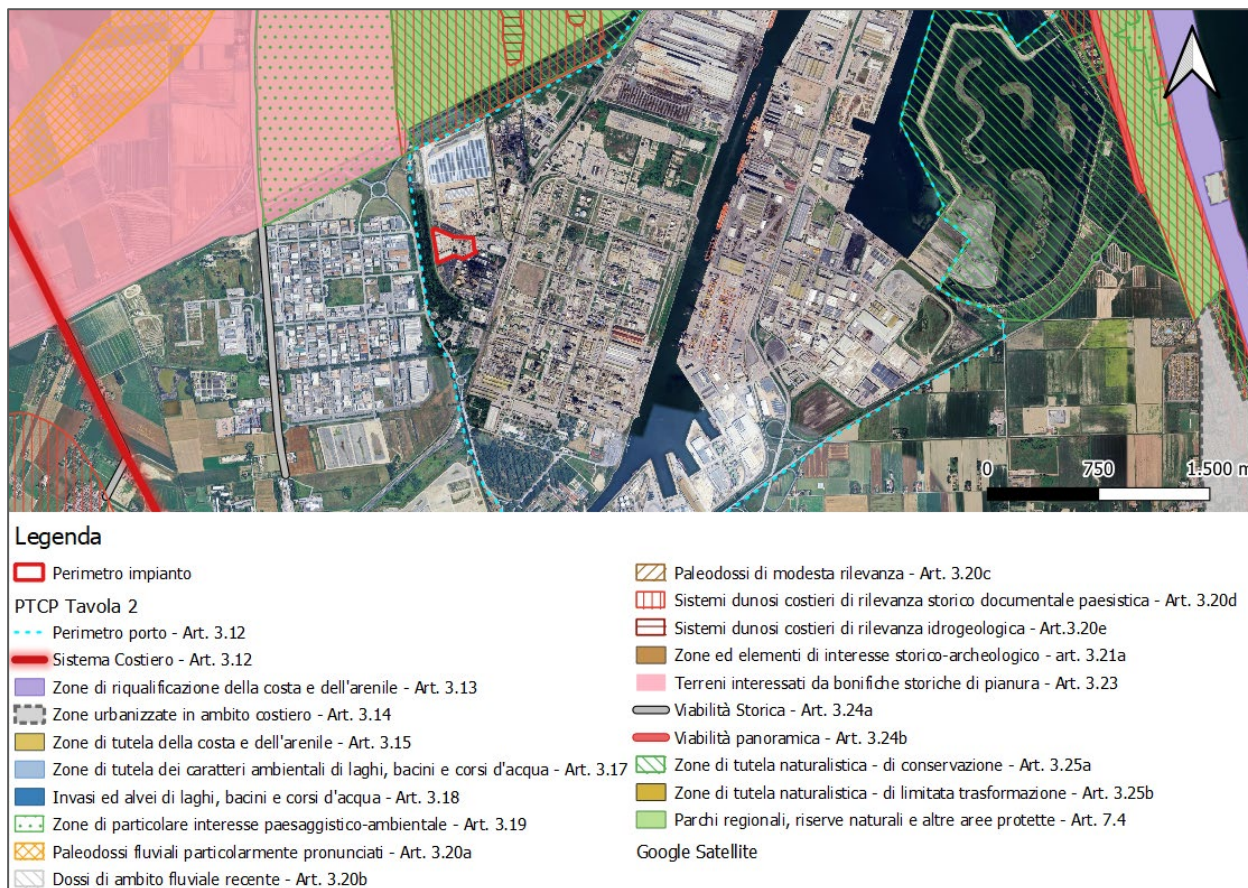 0 750 1.500 m
Legenda
Perimetro impianto
PTCP Tavola 2
Perimetro porto - Art. 3.12
Sistema Costiero - Art. 3.12
Zone di riqualificazione della costa e dell'arenile - Art. 3.13
Zone urbanizzate in ambito costiero - Art. 3.14
Zone di tutela della costa e dell'arenile - Art. 3.15
Zone di tutela dei caratteri ambientali di laghi, bacini e corsi d'acqua - Art. 3.17
Invasi ed alvei di laghi, bacini e corsi d'acqua - Art. 3.18
Zone di particolare interesse paesaggistico-ambientale - Art. 3.19
Paleodossi fluviali particolarmente pronunciati - Art. 3.20a
Dossi di ambito fluviale recente - Art. 3.20b
Paleodossi di modesta rilevanza - Art. 3.20c
Sistemi dunosi costieri di rilevanza storico documentale paesistica - Art. 3.20d
Sistemi dunosi costieri di rilevanza idrogeologica - Art.3.20e
Zone ed elementi di interesse storico-archeologico - art. 3.21a
Terreni interessati da bonifiche storiche di pianura - Art. 3.23
Viabilità Storica - Art. 3.24a
Viabilità panoramica - Art. 3.24b
Zone di tutela naturalistica - di conservazione - Art. 3.25a
Zone di tutela naturalistica - di limitata trasformazione - Art. 3.25b
Parchi regionali, riserve naturali e altre aree protette - Art. 7.4
Google Satellite